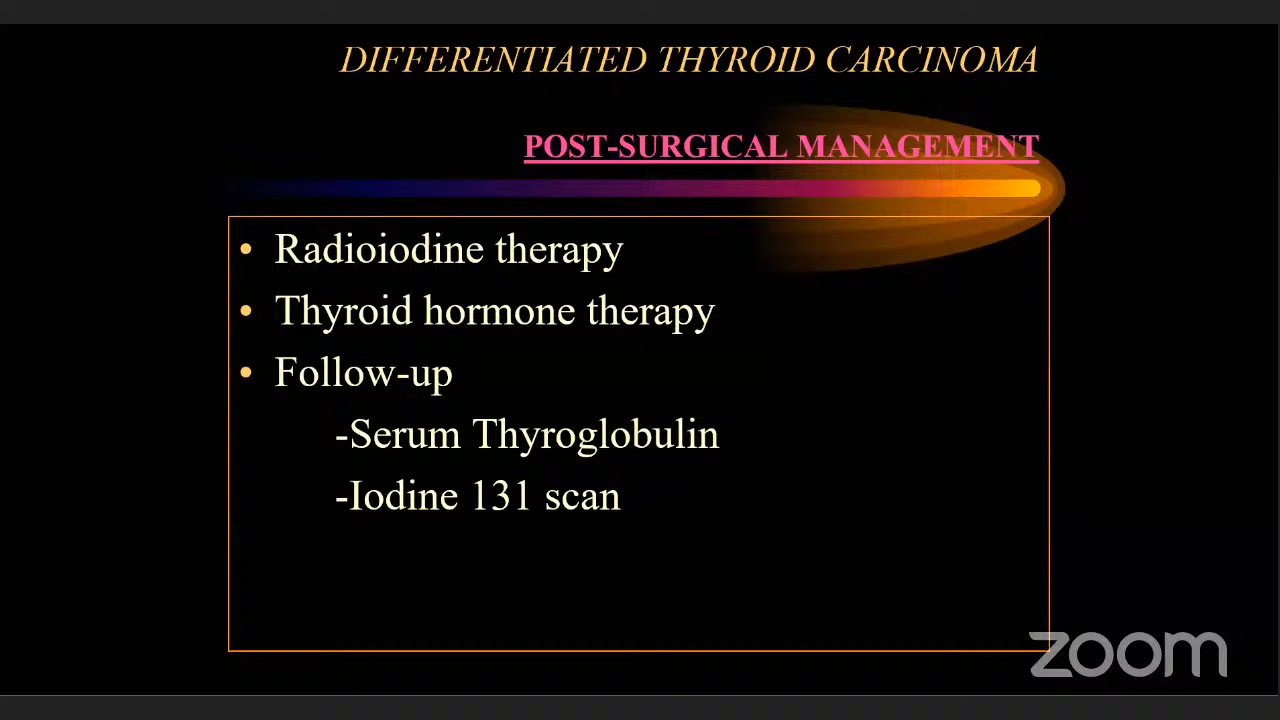 DIFFERENTIATED THYROID CARCINOMA
POST-SURGICAL MANAGEMENT
• Radioiodine therapy
• Thyroid hormone therapy
• Follow-up
-Serum Thyroglobulin
-Iodine 131 scan
zoom